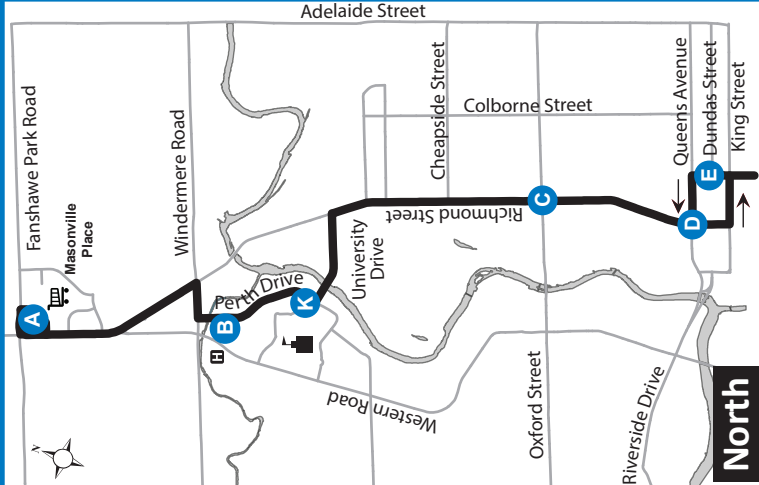 Adelaide Street
Fanshawe Park Road
Masonville
Place
Windermere Road
Cheapside Street
Colborne Street
Queens Avenue
Dundas Street
King Street
Richmond Street
University
Drive
Perth Drive
Western Road
Oxford Street
Riverside Drive
A
B
K
C
D
E
H
N
North